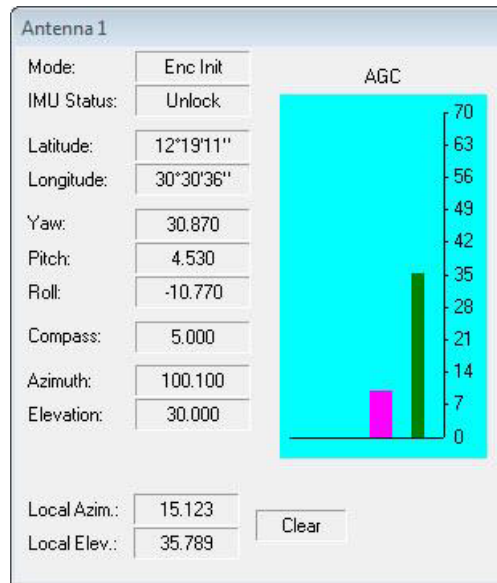 Antenna 1
Mode: Enc Init
IMU Status: Unlock
Latitude: 12°19'11"
Longitude: 30°30'36"
Yaw: 30.870
Pitch: 4.530
Roll: -10.770
Compass: 5.000
Azimuth: 100.100
Elevation: 30.000
Local Azim.: 15.123
Local Elev.: 35.789
Clear
AGC
70
63
56
49
42
35
28
21
14
7
0